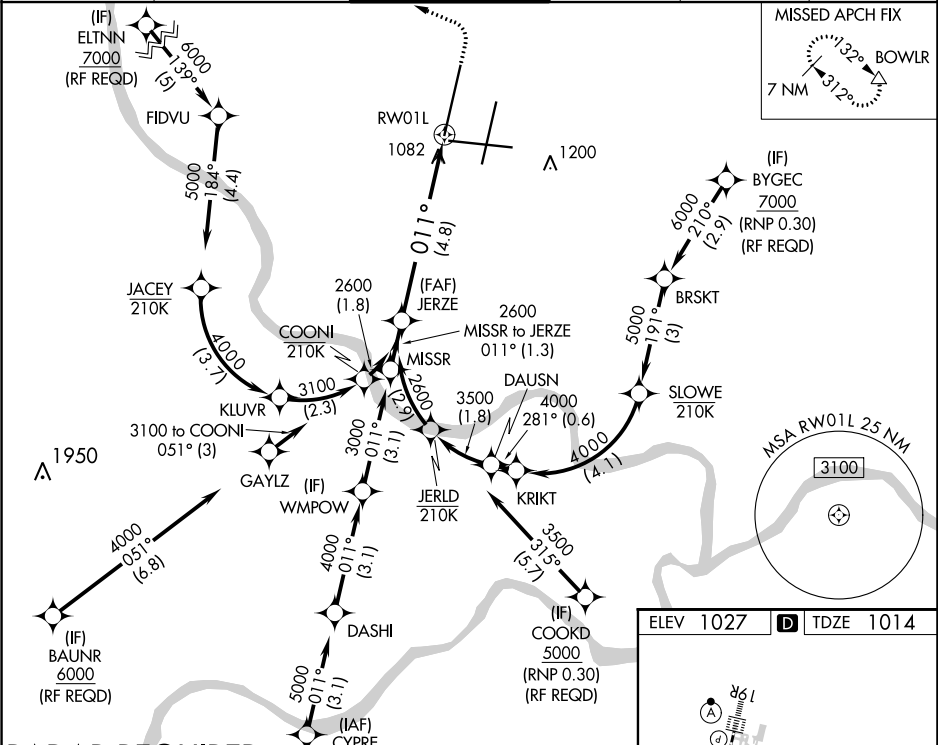 MISSED APCH FIX
132°
BOWLR
7 NM
312°
(IF)
ELTNN
7000
(RF REQD)
6000
139°
(5)
FIDVU
5000
184°
(4.4)
RW01L
1082
1200
(IF)
BYGEC
7000
(RNP 0.30)
(RF REQD)
6000
210°
(2.9)
BRSKT
5000
191°
(3)
SLOWE
210K
4000
(4.1)
JACEY
210K
4000
(3.7)
KLUVR
3100
(2.3)
COONI
210K
2600
(1.8)
011°
(4.8)
(FAF)
JERZE
2600
MISSR to JERZE
011° (1.3)
MISSR
2600
(2.9)
DAUSN
3500
(1.8)
4000
281° (0.6)
KRIKT
JERLD
210K
3100 to COONI
051° (3)
GAYLZ
1950
3000
011°
(3.1)
(IF)
WMPOW
4000
011°
(3.1)
DASHI
4000
051°
(6.8)
(IF)
BAUNR
6000
(RF REQD)
5000
011°
(3.1)
(IAF)
CYPRE
3500
315°
(5.7)
(IF)
COOKD
5000
(RNP 0.30)
(RF REQD)
MSA RW01L 25 NM
3100
ELEV 1027 D TDZE 1014
19R
A
P
RADAR REQUIRED